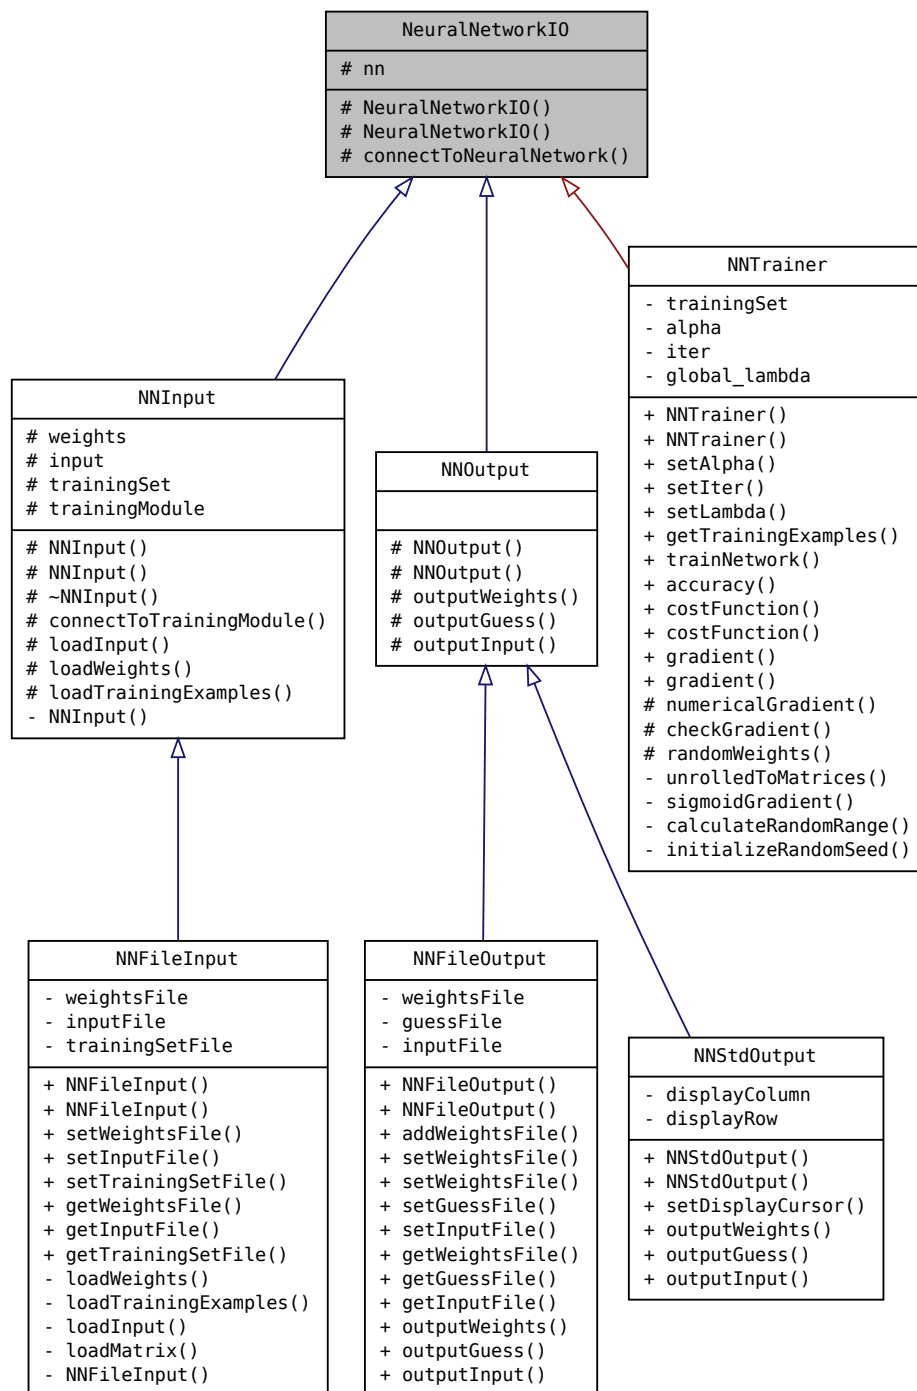 NeuralNetworkIO
# nn
# NeuralNetworkIO()
# NeuralNetworkIO()
# connectToNeuralNetwork()
NNTrainer
- trainingSet
- alpha
- iter
- global_lambda
+ NNTrainer()
+ NNTrainer()
+ setAlpha()
+ setIter()
+ setLambda()
+ getTrainingExamples()
+ trainNetwork()
+ accuracy()
+ costFunction()
+ costFunction()
+ gradient()
+ gradient()
# numericalGradient()
# checkGradient()
# randomWeights()
- unrolledToMatrices()
- sigmoidGradient()
- calculateRandomRange()
- initializeRandomSeed()
NNInput
# weights
# input
# trainingSet
# trainingModule
# NNInput()
# NNInput()
# ~NNInput()
# connectToTrainingModule()
# loadInput()
# loadWeights()
# loadTrainingExamples()
- NNInput()
NNOutput
# NNOutput()
# NNOutput()
# outputWeights()
# outputGuess()
# outputInput()
NNFileInput
- weightsFile
- inputFile
- trainingSetFile
+ NNFileInput()
+ NNFileInput()
+ setWeightsFile()
+ setInputFile()
+ setTrainingSetFile()
+ getWeightsFile()
+ getInputFile()
+ getTrainingSetFile()
- loadWeights()
- loadTrainingExamples()
- loadInput()
- loadMatrix()
- NNFileInput()
NNFileOutput
- weightsFile
- guessFile
- inputFile
+ NNFileOutput()
+ NNFileOutput()
+ addWeightsFile()
+ setWeightsFile()
+ setWeightsFile()
+ setGuessFile()
+ setInputFile()
+ getWeightsFile()
+ getGuessFile()
+ getInputFile()
+ outputWeights()
+ outputGuess()
+ outputInput()
NNStdOutput
- displayColumn
- displayRow
+ NNStdOutput()
+ NNStdOutput()
+ setDisplayCursor()
+ outputWeights()
+ outputGuess()
+ outputInput()